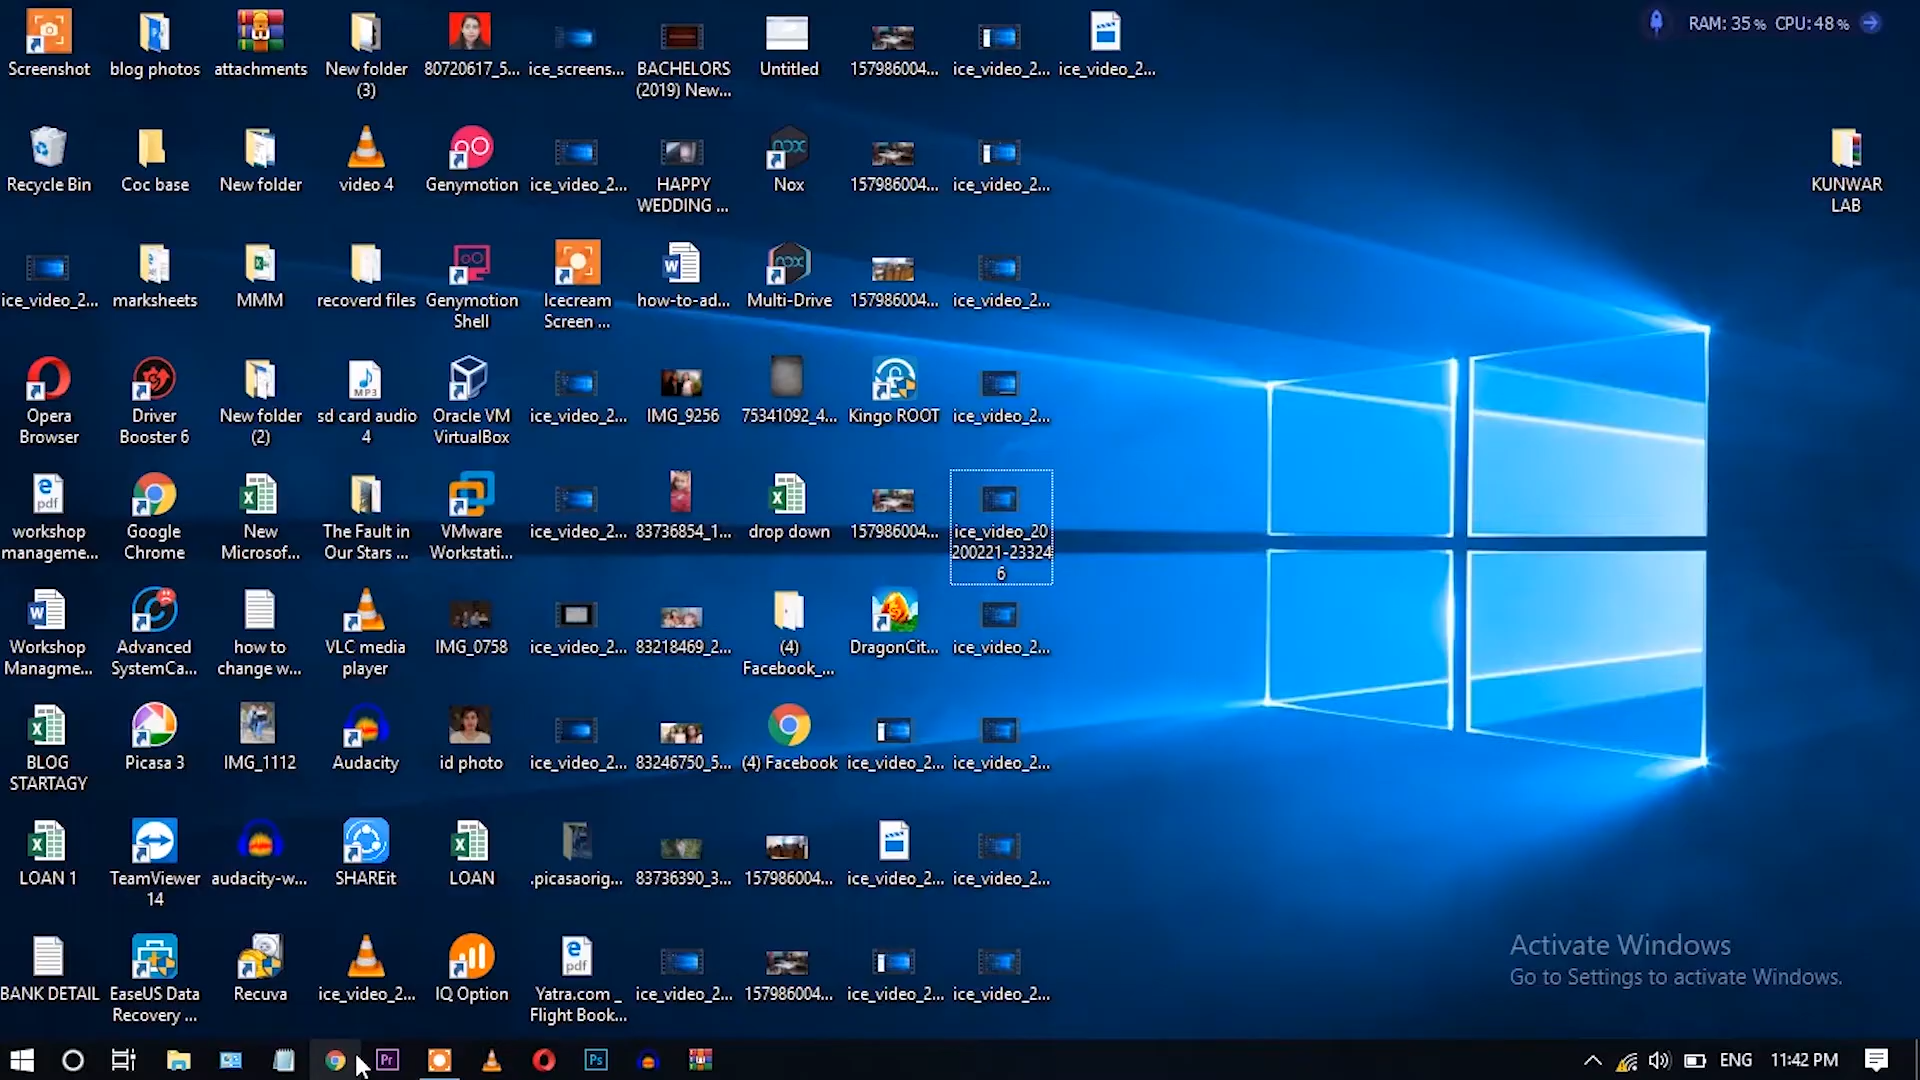 RAM: 35 % CPU: 48 %
Screenshot
blog photos
attachments
New folder
(3)
80720617_5...
ice_screens...
BACHELORS
(2019) New...
Untitled
157986004...
ice_video_2...
ice_video_2...
Recycle Bin
Coc base
New folder
video 4
Genymotion
ice_video_2...
HAPPY
WEDDING ...
Nox
157986004...
ice_video_2...
KUNWAR
LAB
ice_video_2...
marksheets
MMM
recoverd files
Genymotion
Shell
Icecream
Screen ...
how-to-ad...
Multi-Drive
157986004...
ice_video_2...
Opera
Browser
Driver
Booster 6
New folder
(2)
sd card audio
4
Oracle VM
VirtualBox
ice_video_2...
IMG_9256
75341092_4...
Kingo ROOT
ice_video_2...
MP3
workshop
manageme...
Google
Chrome
New
Microsof...
The Fault in
Our Stars ...
VMware
Workstati...
ice_video_2...
83736854_1...
drop down
157986004...
ice_video_20
200221-23324
6
Workshop
Managme...
Advanced
SystemCa...
how to
change w...
VLC media
player
IMG_0758
ice_video_2...
83218469_2...
(4)
Facebook_...
DragonCit...
ice_video_2...
BLOG
STARTAGY
Picasa 3
IMG_1112
Audacity
id photo
ice_video_2...
83246750_5...
(4) Facebook
ice_video_2...
ice_video_2...
LOAN 1
TeamViewer
14
audacity-w...
SHAREit
LOAN
.picasaorig...
83736390_3...
157986004...
ice_video_2...
ice_video_2...
BANK DETAIL
EaseUS Data
Recovery ...
Recuva
ice_video_2...
IQ Option
Yatra.com _
Flight Book...
ice_video_2...
157986004...
ice_video_2...
ice_video_2...
Activate Windows
Go to Settings to activate Windows.
Pr
Ps
ENG
11:42 PM